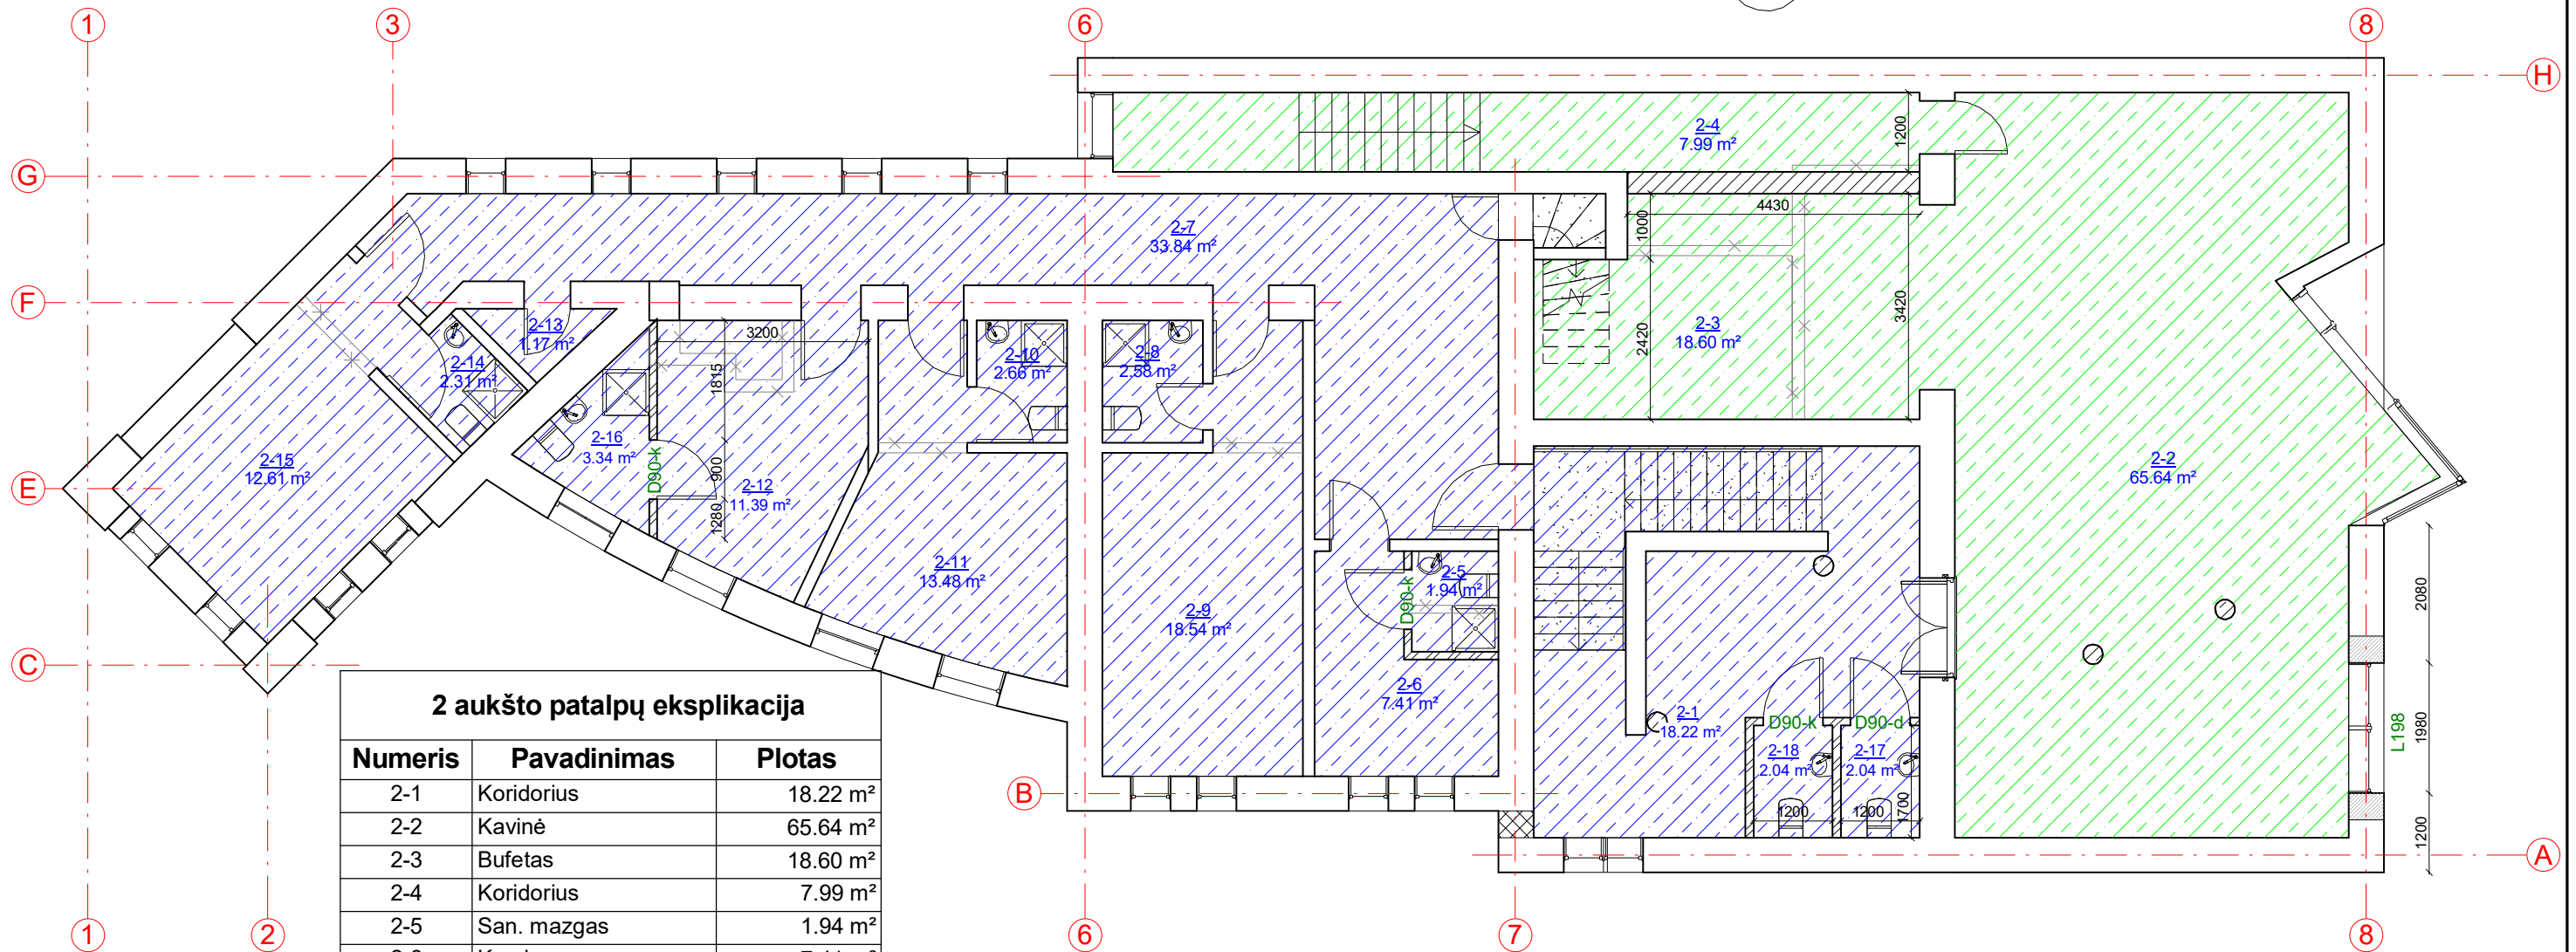 1
3
6
8
H
2-4
7.99 m²
1200
G
4430
1000
2-7
33.84 m²
F
3420
2-13
1.17 m²
3200
2-3
18.60 m²
2420
2-14
2.31 m²
2-10
2.66 m²
2-8
2.58 m²
1815
2-16
3.34 m²
D90-k
900
2-15
12.61 m²
2-2
65.64 m²
E
2-12
11.39 m²
1280
2-11
13.48 m²
2-5
1.94 m²
D90-k
2080
2-9
18.54 m²
C
2-6
7.41 m²
2-1
18.22 m²
D90-k
D90-d
L198
1980
2-18
2.04 m²
2-17
2.04 m²
B
1200
1200
1700
1200
A
2 aukšto patalpų eksplikacija
Numeris Pavadinimas Plotas
2-1 Koridorius 18.22 m²
2-2 Kavinė 65.64 m²
2-3 Bufetas 18.60 m²
2-4 Koridorius 7.99 m²
2-5 San. mazgas 1.94 m²
1
2
6
7
8